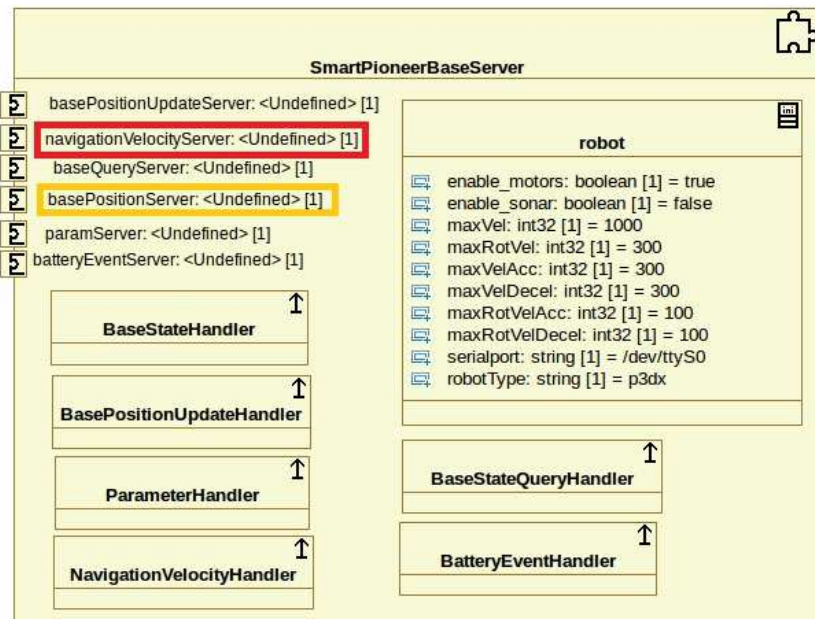 SmartPioneerBaseServer
basePositionUpdateServer: <Undefined> [1]
navigationVelocityServer: <Undefined> [1]
baseQueryServer: <Undefined> [1]
basePositionServer: <Undefined> [1]
paramServer: <Undefined> [1]
batteryEventServer: <Undefined> [1]
ini
robot
enable_motors: boolean [1] = true
enable_sonar: boolean [1] = false
maxVel: int32 [1] = 1000
maxRotVel: int32 [1] = 300
maxVelAcc: int32 [1] = 300
maxVelDecel: int32 [1] = 300
maxRotVelAcc: int32 [1] = 100
maxRotVelDecel: int32 [1] = 100
serialport: string [1] = /dev/ttyS0
robotType: string [1] = p3dx
BaseStateHandler
BasePositionUpdateHandler
ParameterHandler
NavigationVelocityHandler
BaseStateQueryHandler
BatteryEventHandler